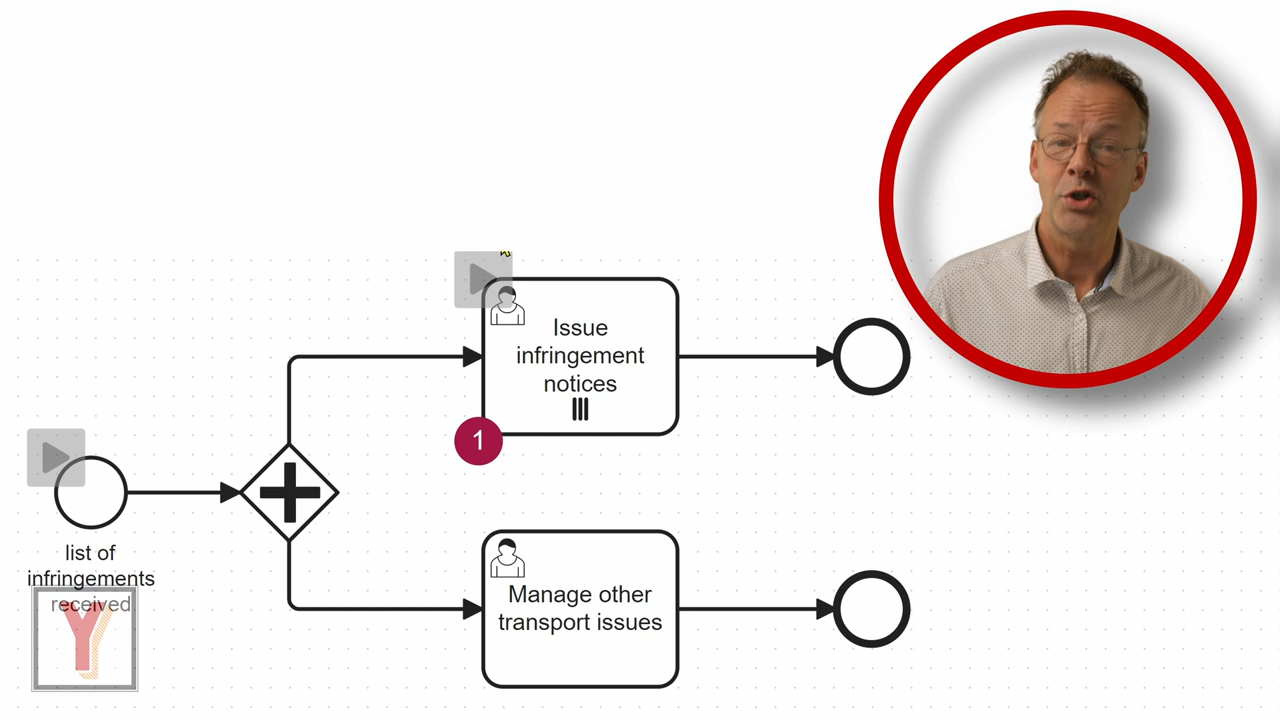 Issue
infringement
notices
1
list of
infringements
received
Manage other
transport issues
Y